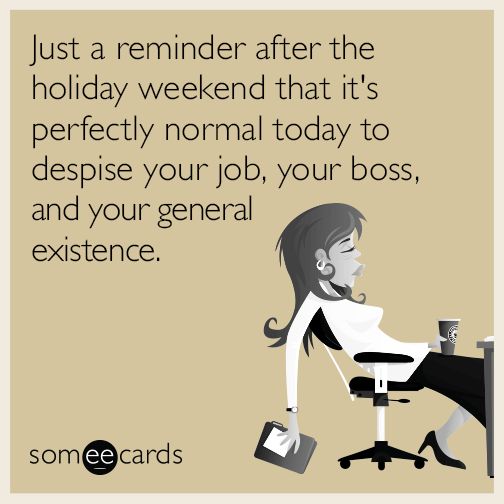 Just a reminder after the
holiday weekend that it's
perfectly normal today to
despise your job, your boss,
and your general
existence.
someecards